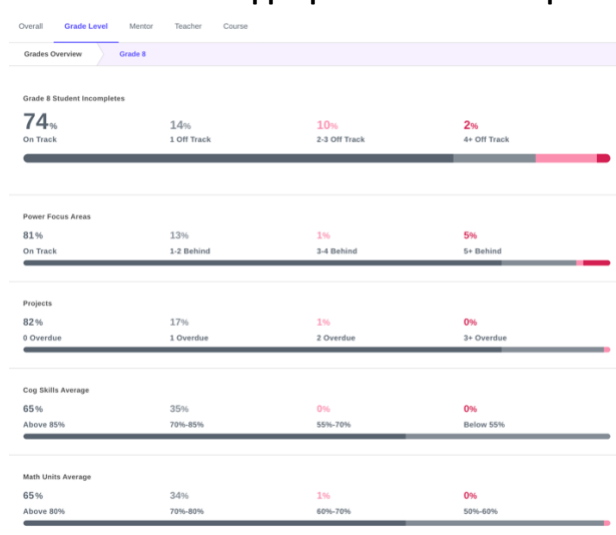 Overall Grade Level Mentor Teacher Course
Grades Overview Grade 8
Grade 8 Student Incompletes
74% 14% 10% 2%
On Track 1 Off Track 2-3 Off Track 4+ Off Track
Power Focus Areas
81% 13% 1% 5%
On Track 1-2 Behind 3-4 Behind 5+ Behind
Projects
82% 17% 1% 0%
0 Overdue 1 Overdue 2 Overdue 3+ Overdue
Cog Skills Average
65% 35% 0% 0%
Above 85% 70%-85% 55%-70% Below 55%
Math Units Average
65% 34% 1% 0%
Above 80% 70%-80% 60%-70% 50%-60%